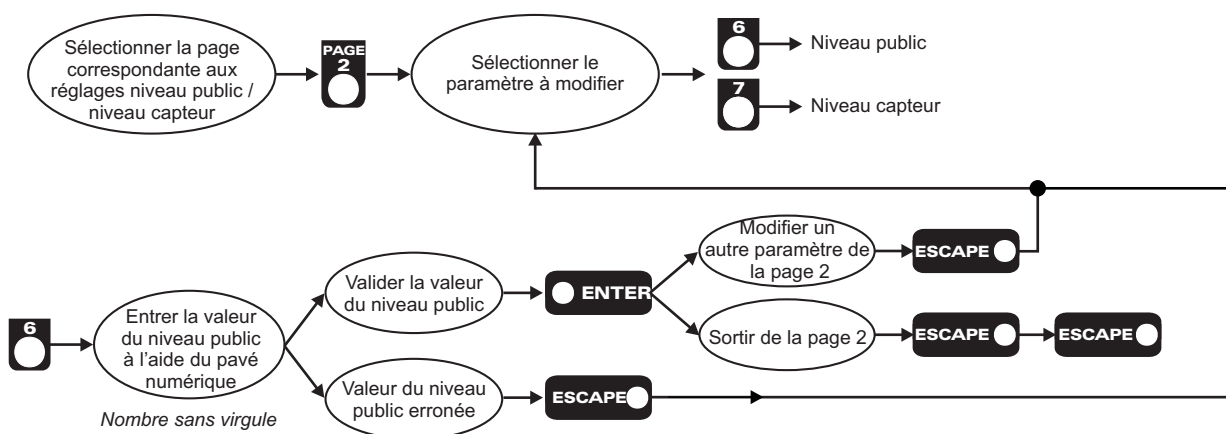 Sélectionner la page
correspondante aux
réglages niveau public /
niveau capteur
PAGE
2
Sélectionner le
paramètre à modifier
6
Niveau public
7
Niveau capteur
6
Entrer la valeur
du niveau public
à l’aide du pavé
numérique
Nombre sans virgule
Valider la valeur
du niveau public
ENTER
Modifier un
autre paramètre de
la page 2
ESCAPE
Sortir de la page 2
ESCAPE
ESCAPE
Valeur du niveau
public erronée
ESCAPE